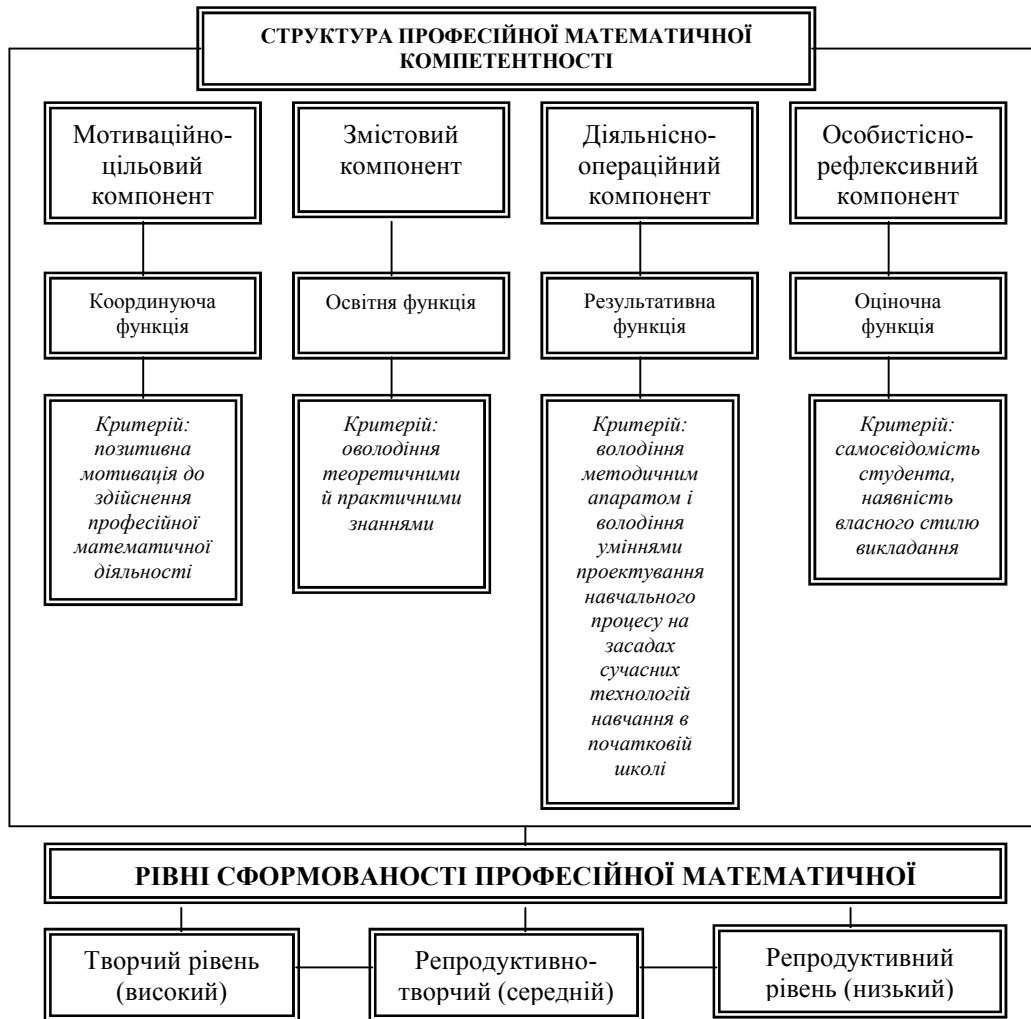 СТРУКТУРА ПРОФЕСІЙНОЇ МАТЕМАТИЧНОЇ
КОМПЕТЕНТНОСТІ
Мотиваційно-
цільовий
компонент
Змістовий
компонент
Діяльнісно-
операційний
компонент
Особистісно-
рефлексивний
компонент
Координуюча
функція
Освітня функція
Результативна
функція
Оціночна
функція
Критерій:
позитивна
мотивація до
здійснення
професійної
математичної
діяльності
Критерій:
оволодіння
теоретичними
й практичними
знаннями
Критерій:
володіння
методичним
апаратом і
володіння
уміннями
проектування
навчального
процесу на
засадах
сучасних
технологій
навчання в
початковій
школі
Критерій:
самосвідомість
студента,
наявність
власного стилю
викладання
РІВНІ СФОРМОВАНОСТІ ПРОФЕСІЙНОЇ МАТЕМАТИЧНОЇ
Творчий рівень
(високий)
Репродуктивно-
творчий (середній)
Репродуктивний
рівень (низький)